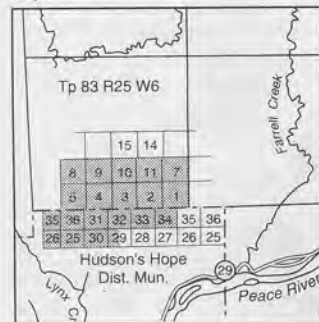 Tp 83 R25 W6
Farrell Creek
15 14
8 9 10 11 7
5 4 3 2 1
35 36 31 32 33 34 35 36
26 25 30 29 28 27 26 25
Hudson's Hope
Dist. Mun.
29
Lynx
Peace River